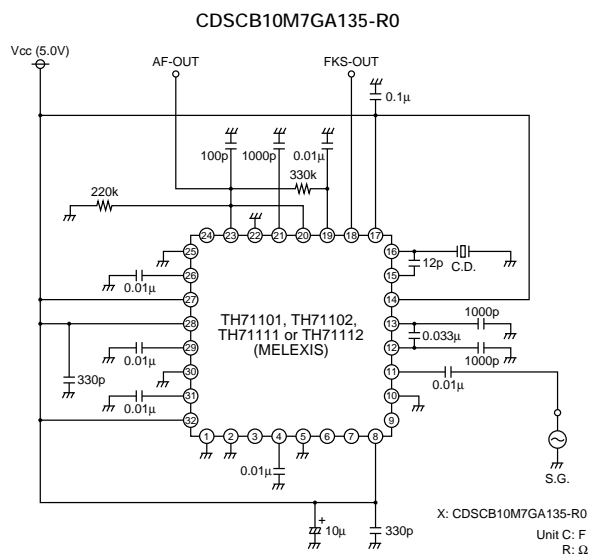 CDSCB10M7GA135-R0
Vcc (5.0V)
AF-OUT
FKS-OUT
0.1μ
100p
1000p
0.01μ
330k
220k
24
23
22
21
20
19
18
17
25
26
27
28
29
30
31
32
16
15
14
13
12
11
10
9
1
2
3
4
5
6
7
8
0.01μ
12p
C.D.
TH71101, TH71102,
TH71111 or TH71112
(MELEXIS)
1000p
0.033μ
1000p
0.01μ
330p
0.01μ
0.01μ
S.G.
0.01μ
+
10μ
330p
X: CDSCB10M7GA135-R0
Unit C: F
R: Ω